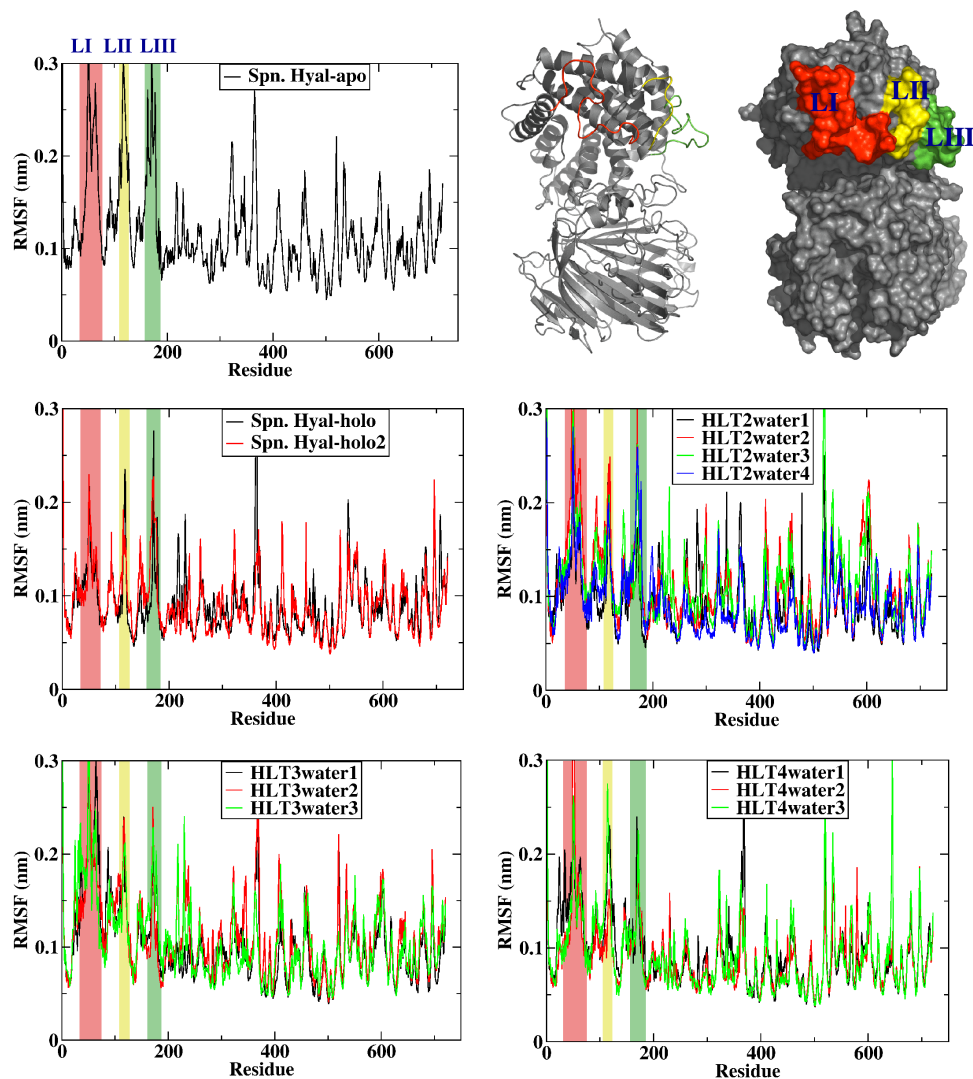 LI LII LIII
0.3
Spn. Hyal-apo
0.2
RMSF (nm)
0.1
0
0 200 400 600
Residue
LI
LII
LIII
0.3
Spn. Hyal-holo
Spn. Hyal-holo2
0.2
RMSF (nm)
0.1
0
0 200 400 600
Residue
0.3
HLT2water1
HLT2water2
HLT2water3
HLT2water4
0.2
RMSF (nm)
0.1
0
0 200 400 600
Residue
0.3
HLT3water1
HLT3water2
HLT3water3
0.2
RMSF (nm)
0.1
0
0 200 400 600
Residue
0.3
HLT4water1
HLT4water2
HLT4water3
0.2
RMSF (nm)
0.1
0
0 200 400 600
Residue